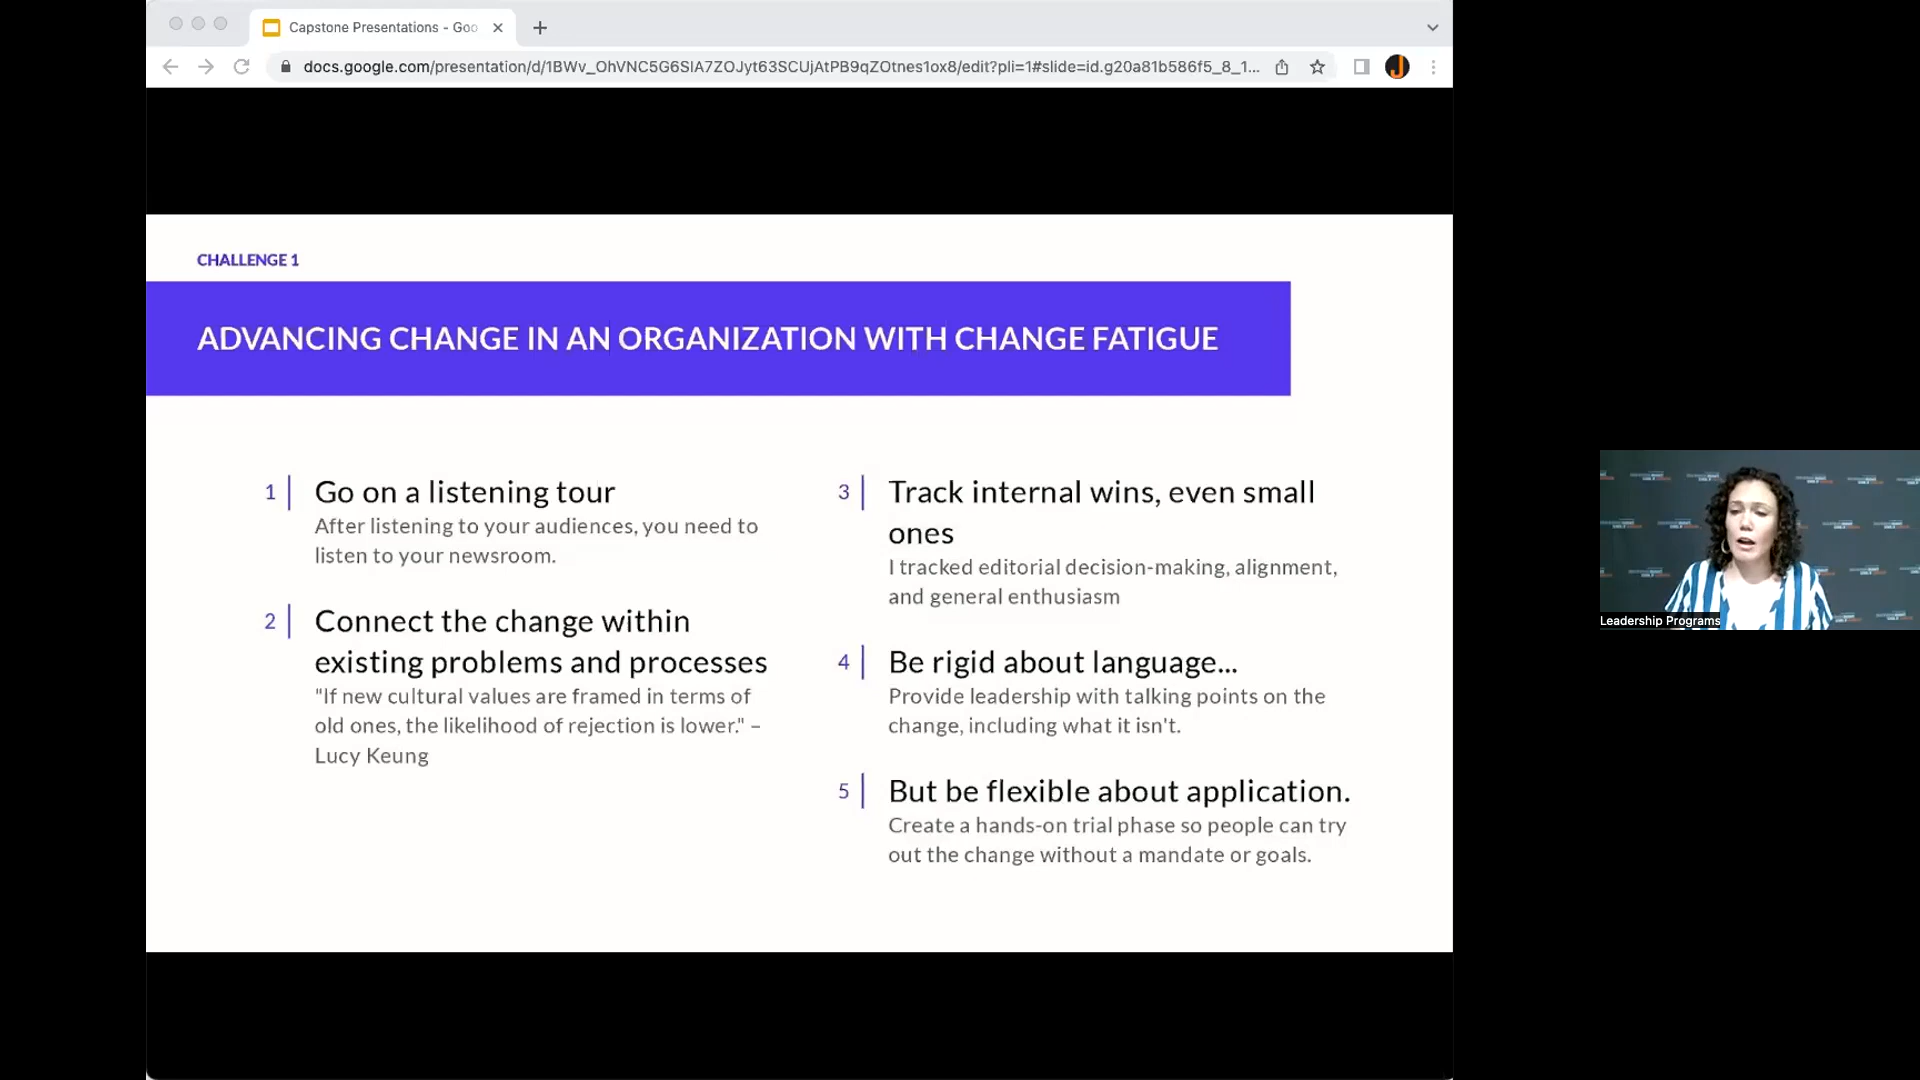 Capstone Presentations - Goo
docs.google.com/presentation/d/1BWv_OhVNC5G6SlA7ZOJyt63SCUjAtPB9qZOtnes1ox8/edit?pli=1#slide=id.g20a81b586f5_8_1...
CHALLENGE 1
ADVANCING CHANGE IN AN ORGANIZATION WITH CHANGE FATIGUE
1
Go on a listening tour
After listening to your audiences, you need to
listen to your newsroom.
2
Connect the change within
existing problems and processes
"If new cultural values are framed in terms of
old ones, the likelihood of rejection is lower." –
Lucy Keung
3
Track internal wins, even small
ones
I tracked editorial decision-making, alignment,
and general enthusiasm
4
Be rigid about language...
Provide leadership with talking points on the
change, including what it isn't.
5
But be flexible about application.
Create a hands-on trial phase so people can try
out the change without a mandate or goals.
Leadership Programs